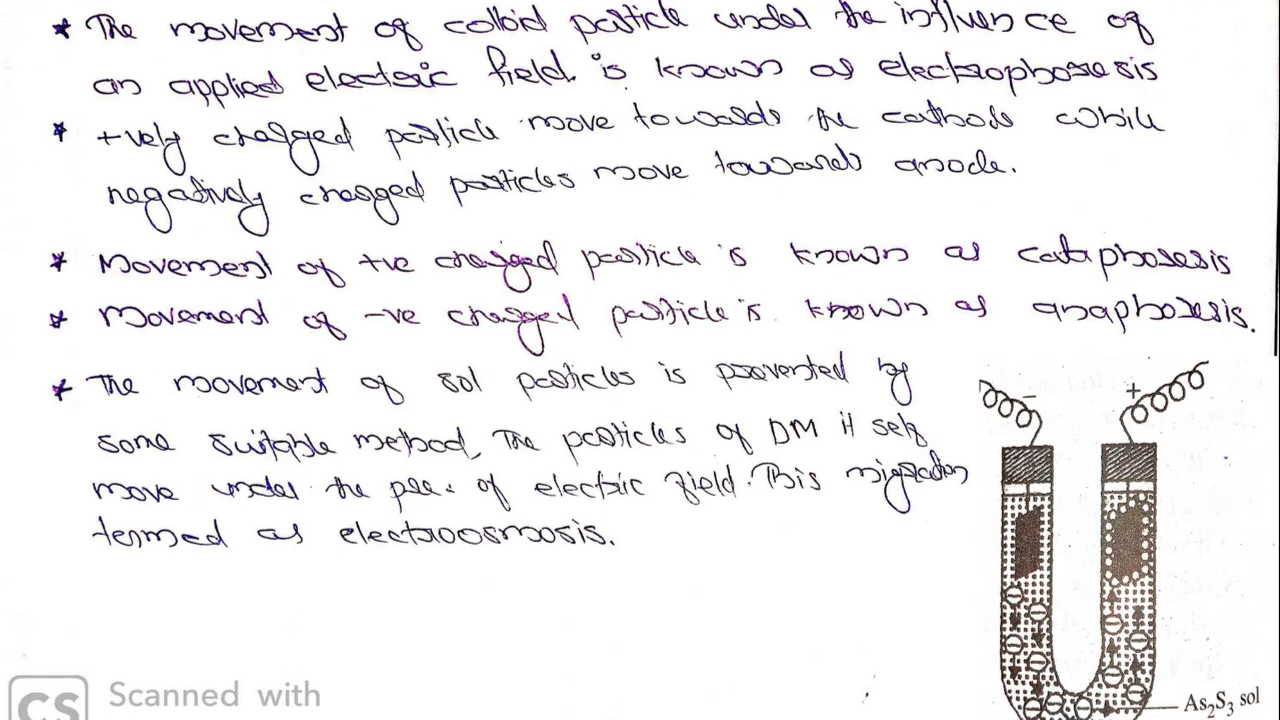 * The movement of colloid particle under the influence of
an applied electric field. is known as electrophoresis
* +vely charged particle move towards the cathode while
negatively charged particles move towards anode.
* Movement of +ve charged particle is known as cataphoresis
* Movement of -ve charged particle is known as anaphoresis.
* The movement of sol particles is prevented by
some suitable method, The particles of DM it self
move under the of electric field. This migration
termed as electroosmosis.
- +
As₂S₃ sol
CS Scanned with